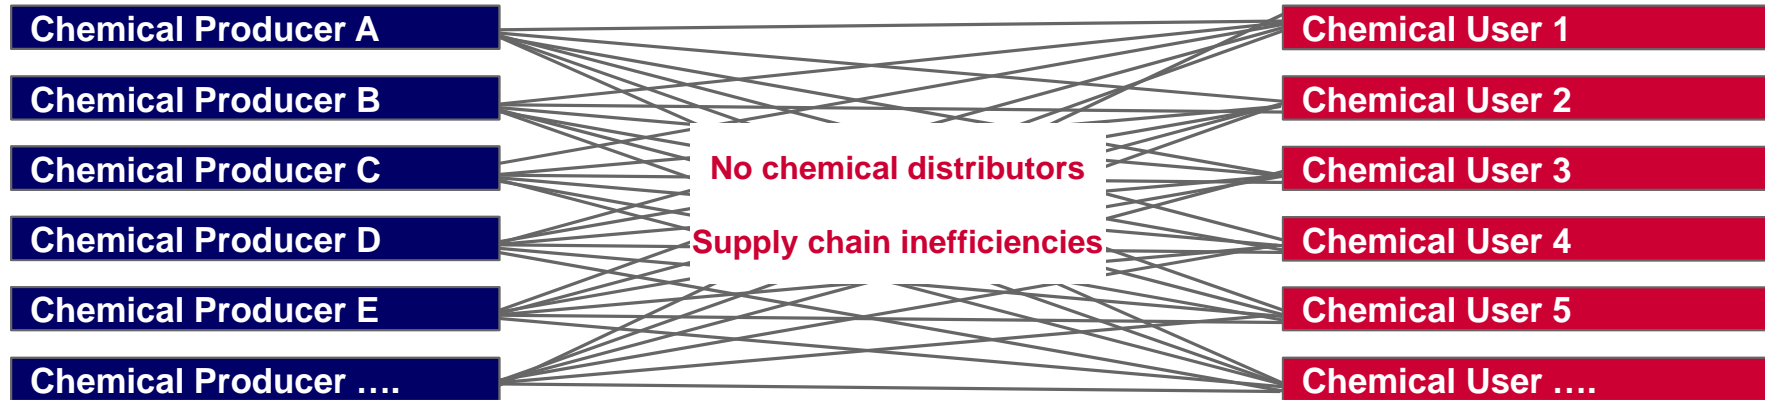 Chemical Producer A
Chemical Producer B
Chemical Producer C
Chemical Producer D
Chemical Producer E
Chemical Producer ....
No chemical distributors
Supply chain inefficiencies
Chemical User 1
Chemical User 2
Chemical User 3
Chemical User 4
Chemical User 5
Chemical User ....